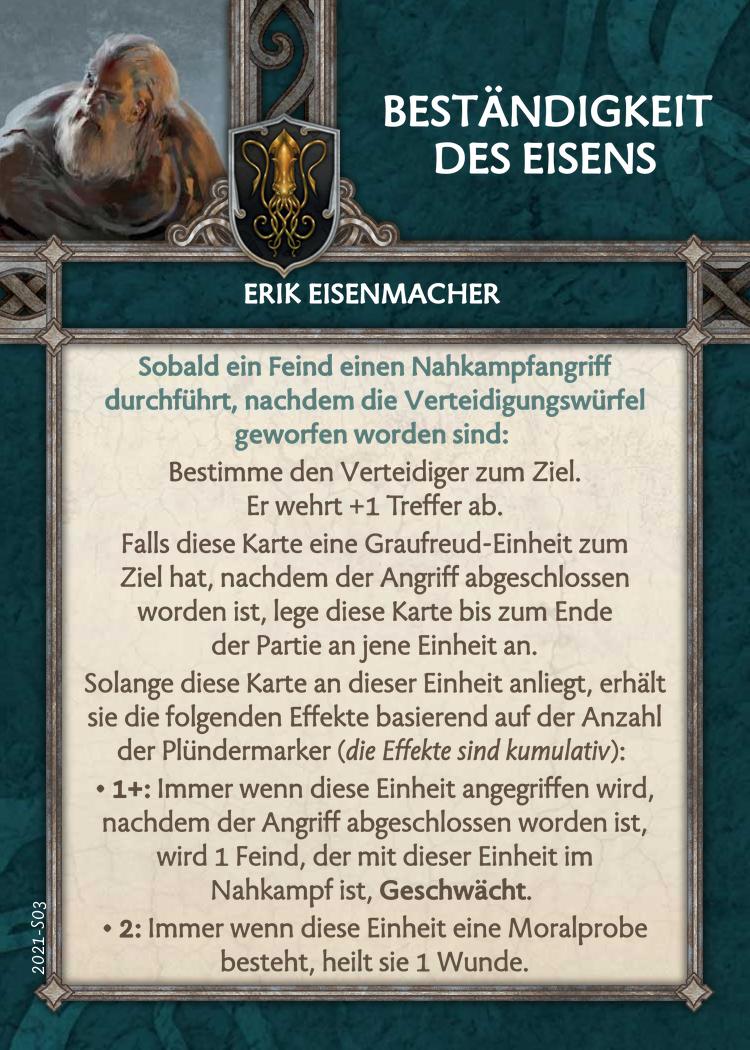 BESTÄNDIGKEIT
DES EISENS
ERIK EISENMACHER
Sobald ein Feind einen Nahkampfangriff
durchführt, nachdem die Verteidigungswürfel
geworfen worden sind:
Bestimme den Verteidiger zum Ziel.
Er wehrt +1 Treffer ab.
Falls diese Karte eine Graufreud-Einheit zum
Ziel hat, nachdem der Angriff abgeschlossen
worden ist, lege diese Karte bis zum Ende
der Partie an jene Einheit an.
Solange diese Karte an dieser Einheit anliegt, erhält
sie die folgenden Effekte basierend auf der Anzahl
der Plündermarker (die Effekte sind kumulativ):
• 1+: Immer wenn diese Einheit angegriffen wird,
nachdem der Angriff abgeschlossen worden ist,
wird 1 Feind, der mit dieser Einheit im
Nahkampf ist, Geschwächt.
• 2: Immer wenn diese Einheit eine Moralprobe
besteht, heilt sie 1 Wunde.
2021-S03